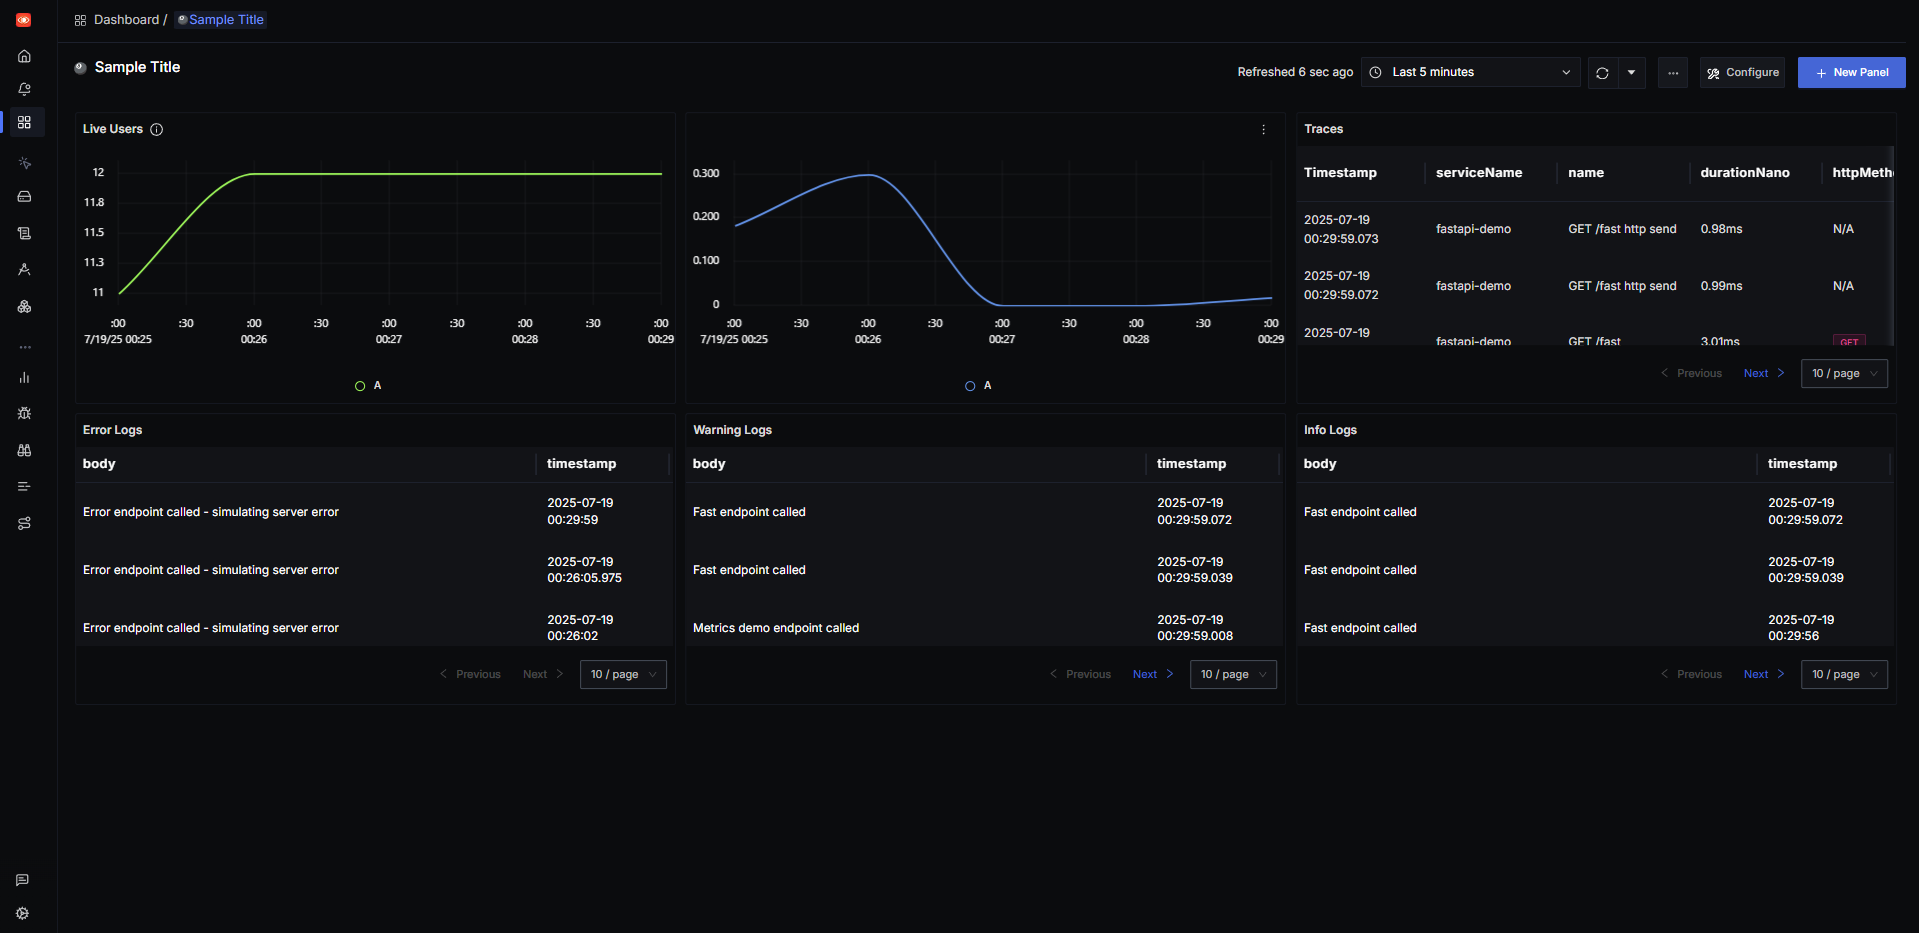 Dashboard / Sample Title
Sample Title
Refreshed 6 sec ago
Last 5 minutes
Configure
New Panel
Live Users
12
11.8
11.5
11.3
11
:00 :30 :00 :30 :00 :30 :00 :30 :00
7/19/25 00:25 00:26 00:27 00:28 00:29
A
0.300
0.200
0.100
0
:00 :30 :00 :30 :00 :30 :00 :30 :00
7/19/25 00:25 00:26 00:27 00:28 00:29
A
Traces
Timestamp serviceName name durationNano httpMeth
2025-07-19
00:29:59.073
fastapi-demo GET /fast http send 0.98ms N/A
2025-07-19
00:29:59.072
fastapi-demo GET /fast http send 0.99ms N/A
2025-07-19
fastapi-demo GET /fast 3.01ms GET
Previous Next 10 / page
Error Logs
body timestamp
Error endpoint called - simulating server error
2025-07-19
00:29:59
Error endpoint called - simulating server error
2025-07-19
00:26:05.975
Error endpoint called - simulating server error
2025-07-19
00:26:02
Previous Next 10 / page
Warning Logs
body timestamp
Fast endpoint called
2025-07-19
00:29:59.072
Fast endpoint called
2025-07-19
00:29:59.039
Metrics demo endpoint called
2025-07-19
00:29:59.008
Previous Next 10 / page
Info Logs
body timestamp
Fast endpoint called
2025-07-19
00:29:59.072
Fast endpoint called
2025-07-19
00:29:59.039
Fast endpoint called
2025-07-19
00:29:56
Previous Next 10 / page